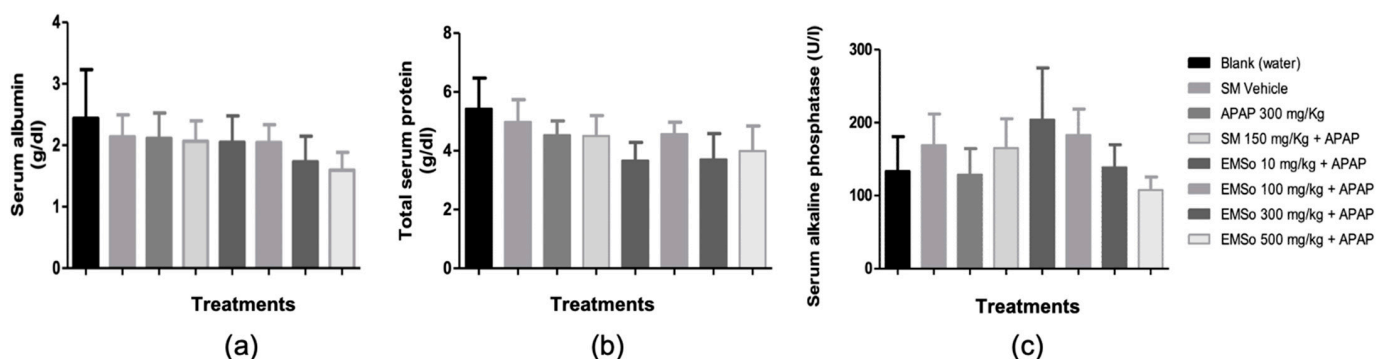 4
3
2
1
0
Serum albumin
(g/dl)
Treatments
(a)
8
6
4
2
0
Total serum protein
(g/dl)
Treatments
(b)
300
200
100
0
Serum alkaline phosphatase (U/l)
Treatments
(c)
Blank (water)
SM Vehicle
APAP 300 mg/Kg
SM 150 mg/Kg + APAP
EMSo 10 mg/kg + APAP
EMSo 100 mg/kg + APAP
EMSo 300 mg/kg + APAP
EMSo 500 mg/kg + APAP